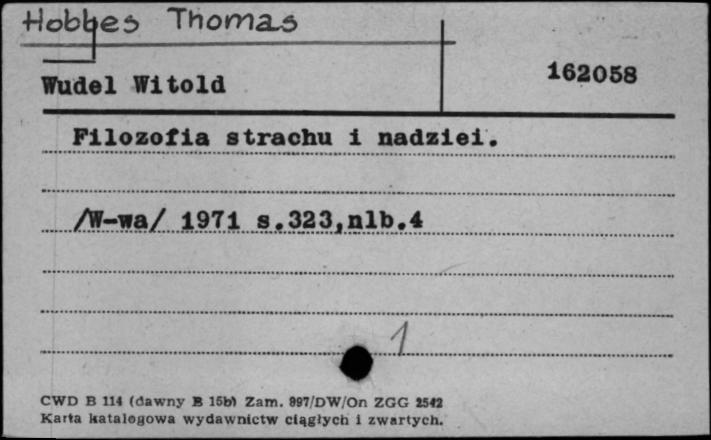 Hobbes Thomas
Wudel Witold
162058
Filozofia strachu i nadziei.
/W-wa/ 1971 s.323,nlb.4
1
CWD B 114 (dawny B 15b) Zam. 997/DW/On ZGG 2542
Karta katalogowa wydawnictw ciągłych i zwartych.